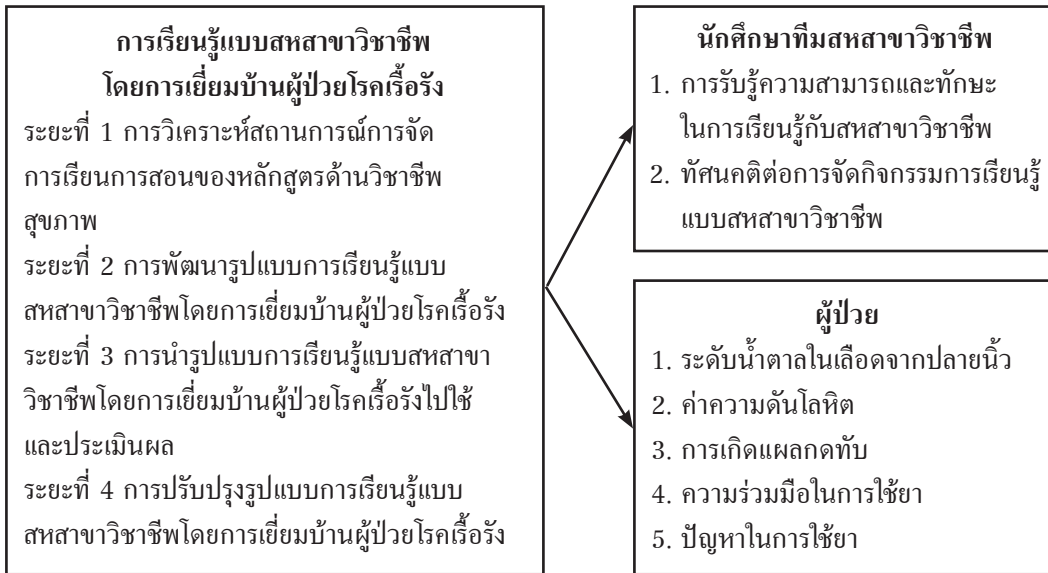 การเรียนรู้แบบสหสาขาวิชาชีพ
โดยการเยี่ยมบ้านผู้ป่วยโรคเรื้อรัง
ระยะที่ 1 การวิเคราะห์สถานการณ์การจัด
การเรียนการสอนของหลักสูตรด้านวิชาชีพ
สุขภาพ
ระยะที่ 2 การพัฒนารูปแบบการเรียนรู้แบบ
สหสาขาวิชาชีพโดยการเยี่ยมบ้านผู้ป่วยโรคเรื้อรัง
ระยะที่ 3 การนำรูปแบบการเรียนรู้แบบสหสาขา
วิชาชีพโดยการเยี่ยมบ้านผู้ป่วยโรคเรื้อรังไปใช้
และประเมินผล
ระยะที่ 4 การปรับปรุงรูปแบบการเรียนรู้แบบ
สหสาขาวิชาชีพโดยการเยี่ยมบ้านผู้ป่วยโรคเรื้อรัง
นักศึกษาทีมสหสาขาวิชาชีพ
1. การรับรู้ความสามารถและทักษะ
ในการเรียนรู้กับสหสาขาวิชาชีพ
2. ทัศนคติต่อการจัดกิจกรรมการเรียนรู้
แบบสหสาขาวิชาชีพ
ผู้ป่วย
1. ระดับน้ำตาลในเลือดจากปลายนิ้ว
2. ค่าความดันโลหิต
3. การเกิดแผลกดทับ
4. ความร่วมมือในการใช้ยา
5. ปัญหาในการใช้ยา